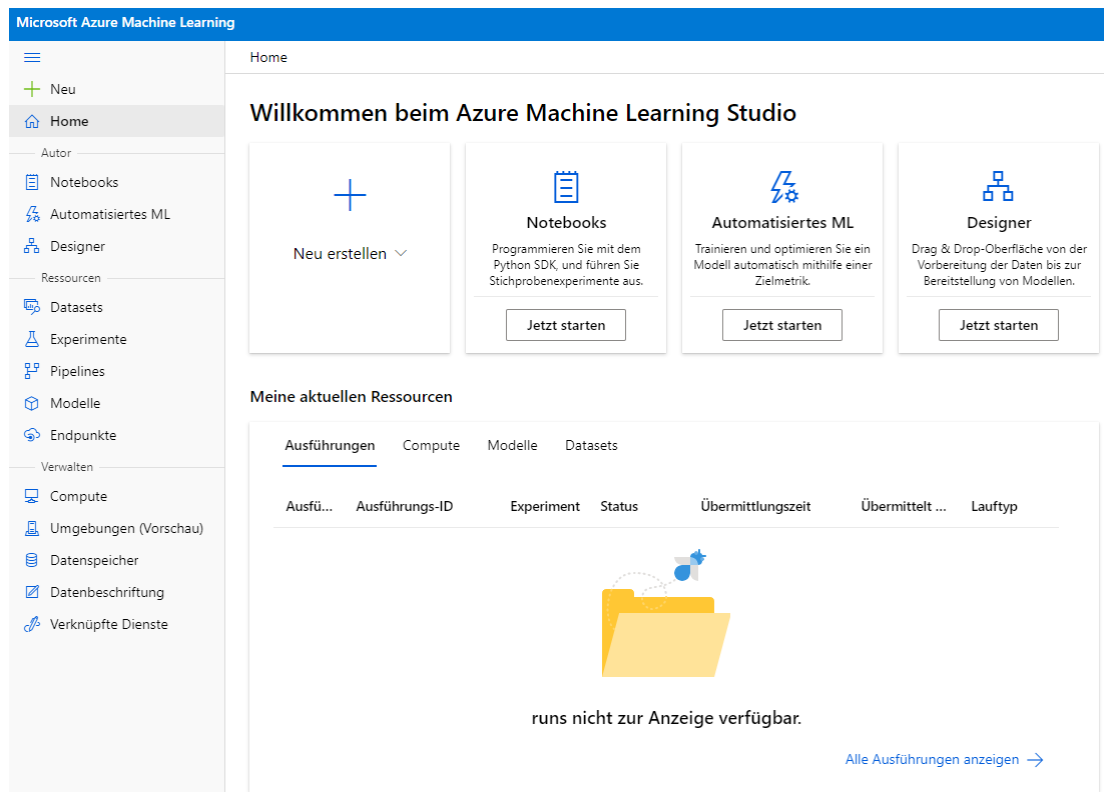 Microsoft Azure Machine Learning
Neu
Home
Autor
Notebooks
Automatisiertes ML
Designer
Ressourcen
Datasets
Experimente
Pipelines
Modelle
Endpunkte
Verwalten
Compute
Umgebungen (Vorschau)
Datenspeicher
Datenbeschriftung
Verknüpfte Dienste
Home
Willkommen beim Azure Machine Learning Studio
Neu erstellen
Notebooks
Programmieren Sie mit dem
Python SDK, und führen Sie
Stichprobenexperimente aus.
Jetzt starten
Automatisiertes ML
Trainieren und optimieren Sie ein
Modell automatisch mithilfe einer
Zielmetrik.
Jetzt starten
Designer
Drag & Drop-Oberfläche von der
Vorbereitung der Daten bis zur
Bereitstellung von Modellen.
Jetzt starten
Meine aktuellen Ressourcen
Ausführungen Compute Modelle Datasets
Ausfü... Ausführungs-ID Experiment Status Übermittlungszeit Übermittelt ... Lauftyp
runs nicht zur Anzeige verfügbar.
Alle Ausführungen anzeigen